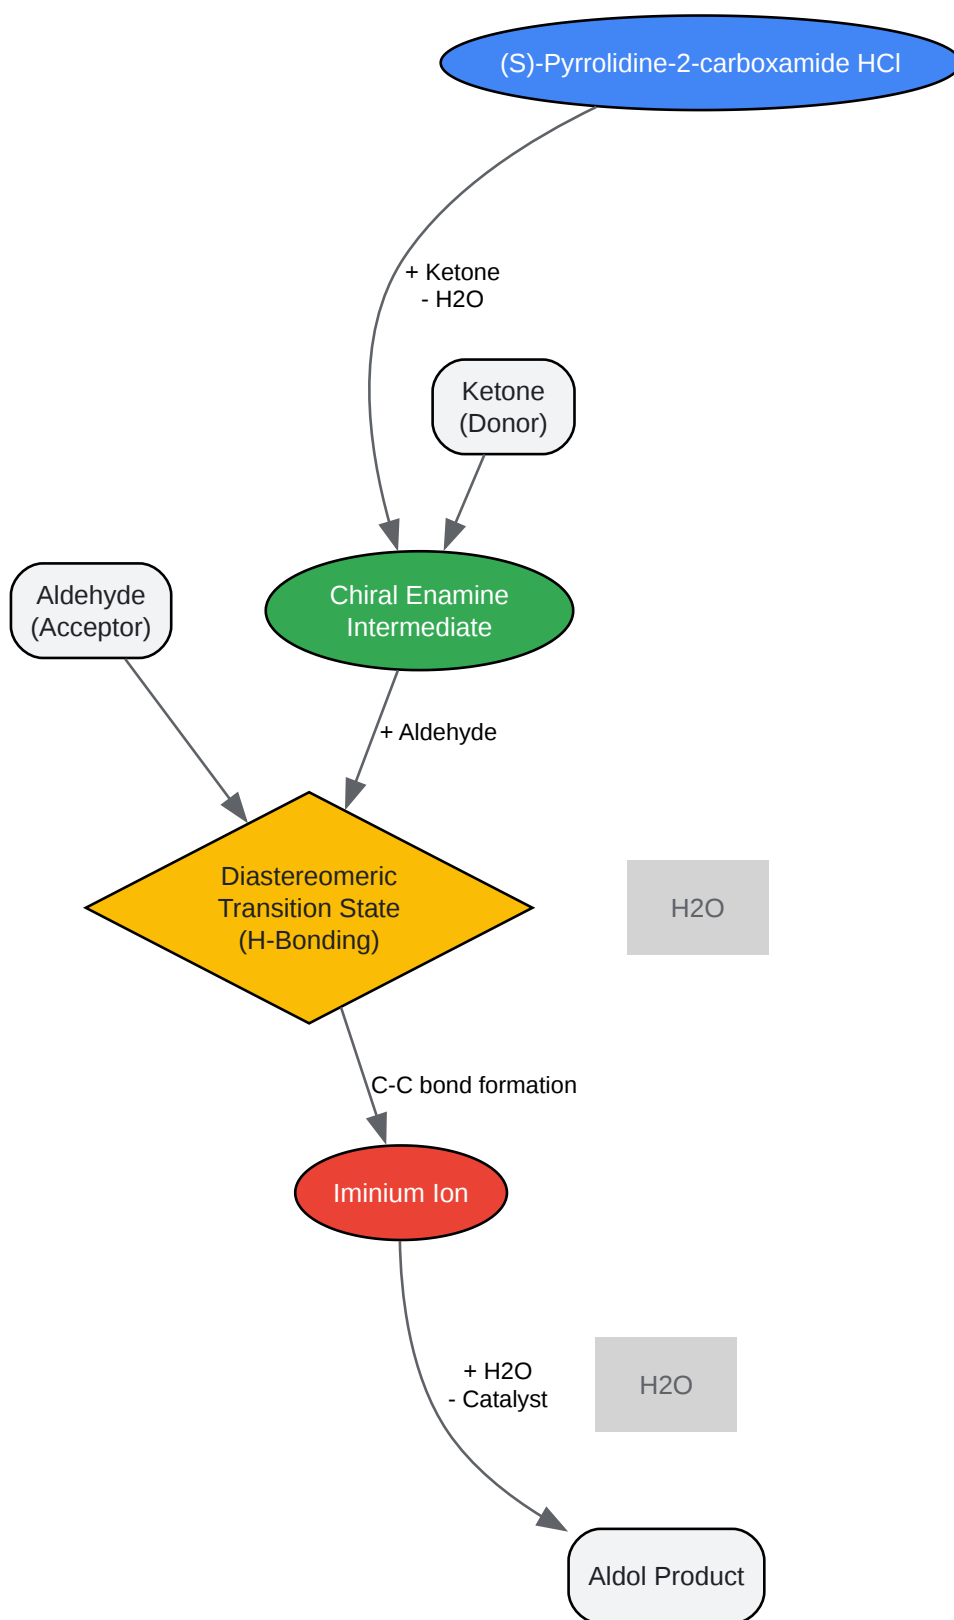 (S)-Pyrrolidine-2-carboxamide HCl
+ Ketone
- H2O
Ketone
(Donor)
Aldehyde
(Acceptor)
Chiral Enamine
Intermediate
+ Aldehyde
Diastereomeric
Transition State
(H-Bonding)
H2O
C-C bond formation
Iminium Ion
+ H2O
- Catalyst
H2O
Aldol Product